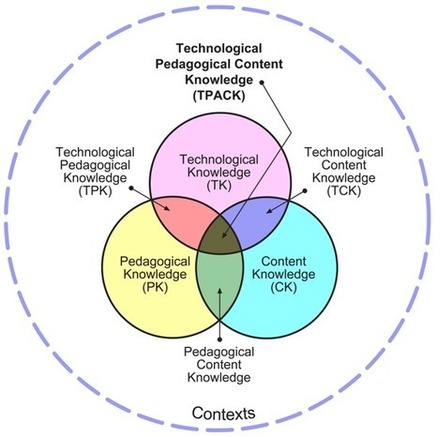 Technological
Pedagogical Content
Knowledge
(TPACK)
Technological
Pedagogical
Knowledge
(TPK)
Technological
Knowledge
(TK)
Technological
Content
Knowledge
(TCK)
Pedagogical
Knowledge
(PK)
Content
Knowledge
(CK)
Pedagogical
Content
Knowledge
Contexts